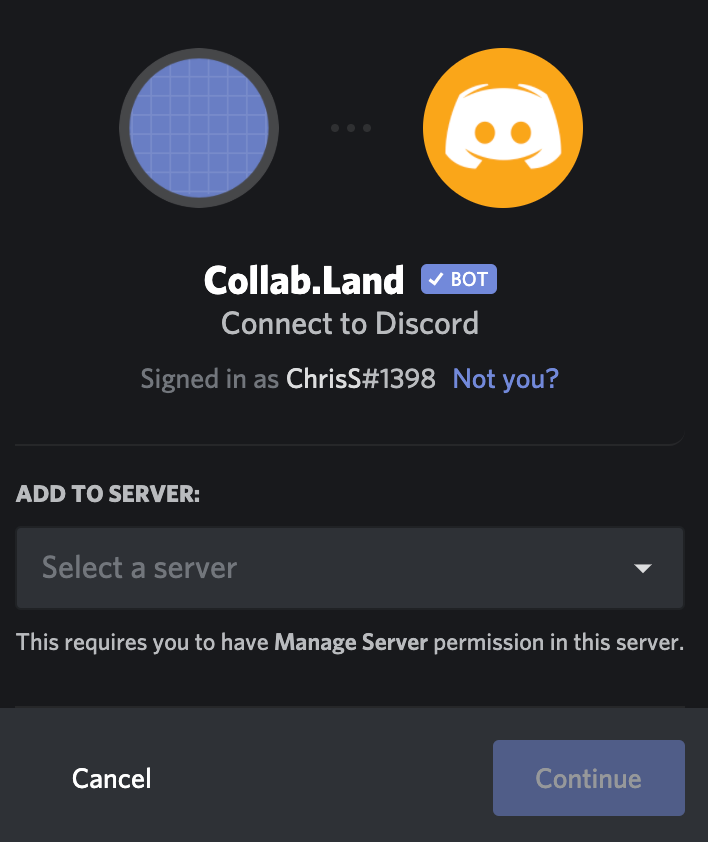 Collab.Land ✓ BOT
Connect to Discord
Signed in as ChrisS#1398 Not you?
ADD TO SERVER:
Select a server
This requires you to have Manage Server permission in this server.
Cancel Continue